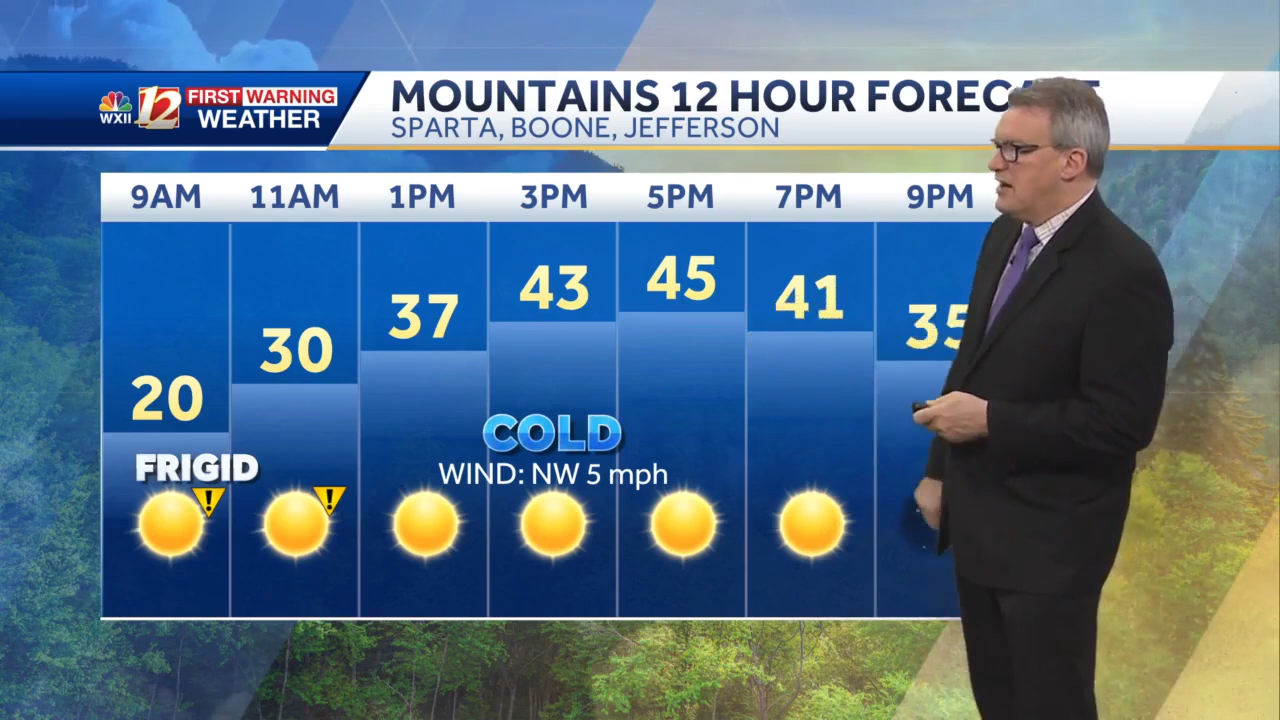 WXII 12 FIRST WARNING
WEATHER
MOUNTAINS 12 HOUR FOREC
SPARTA, BOONE, JEFFERSON
9AM 11AM 1PM 3PM 5PM 7PM 9PM
20 30 37 43 45 41 35
FRIGID
COLD
WIND: NW 5 mph
! !